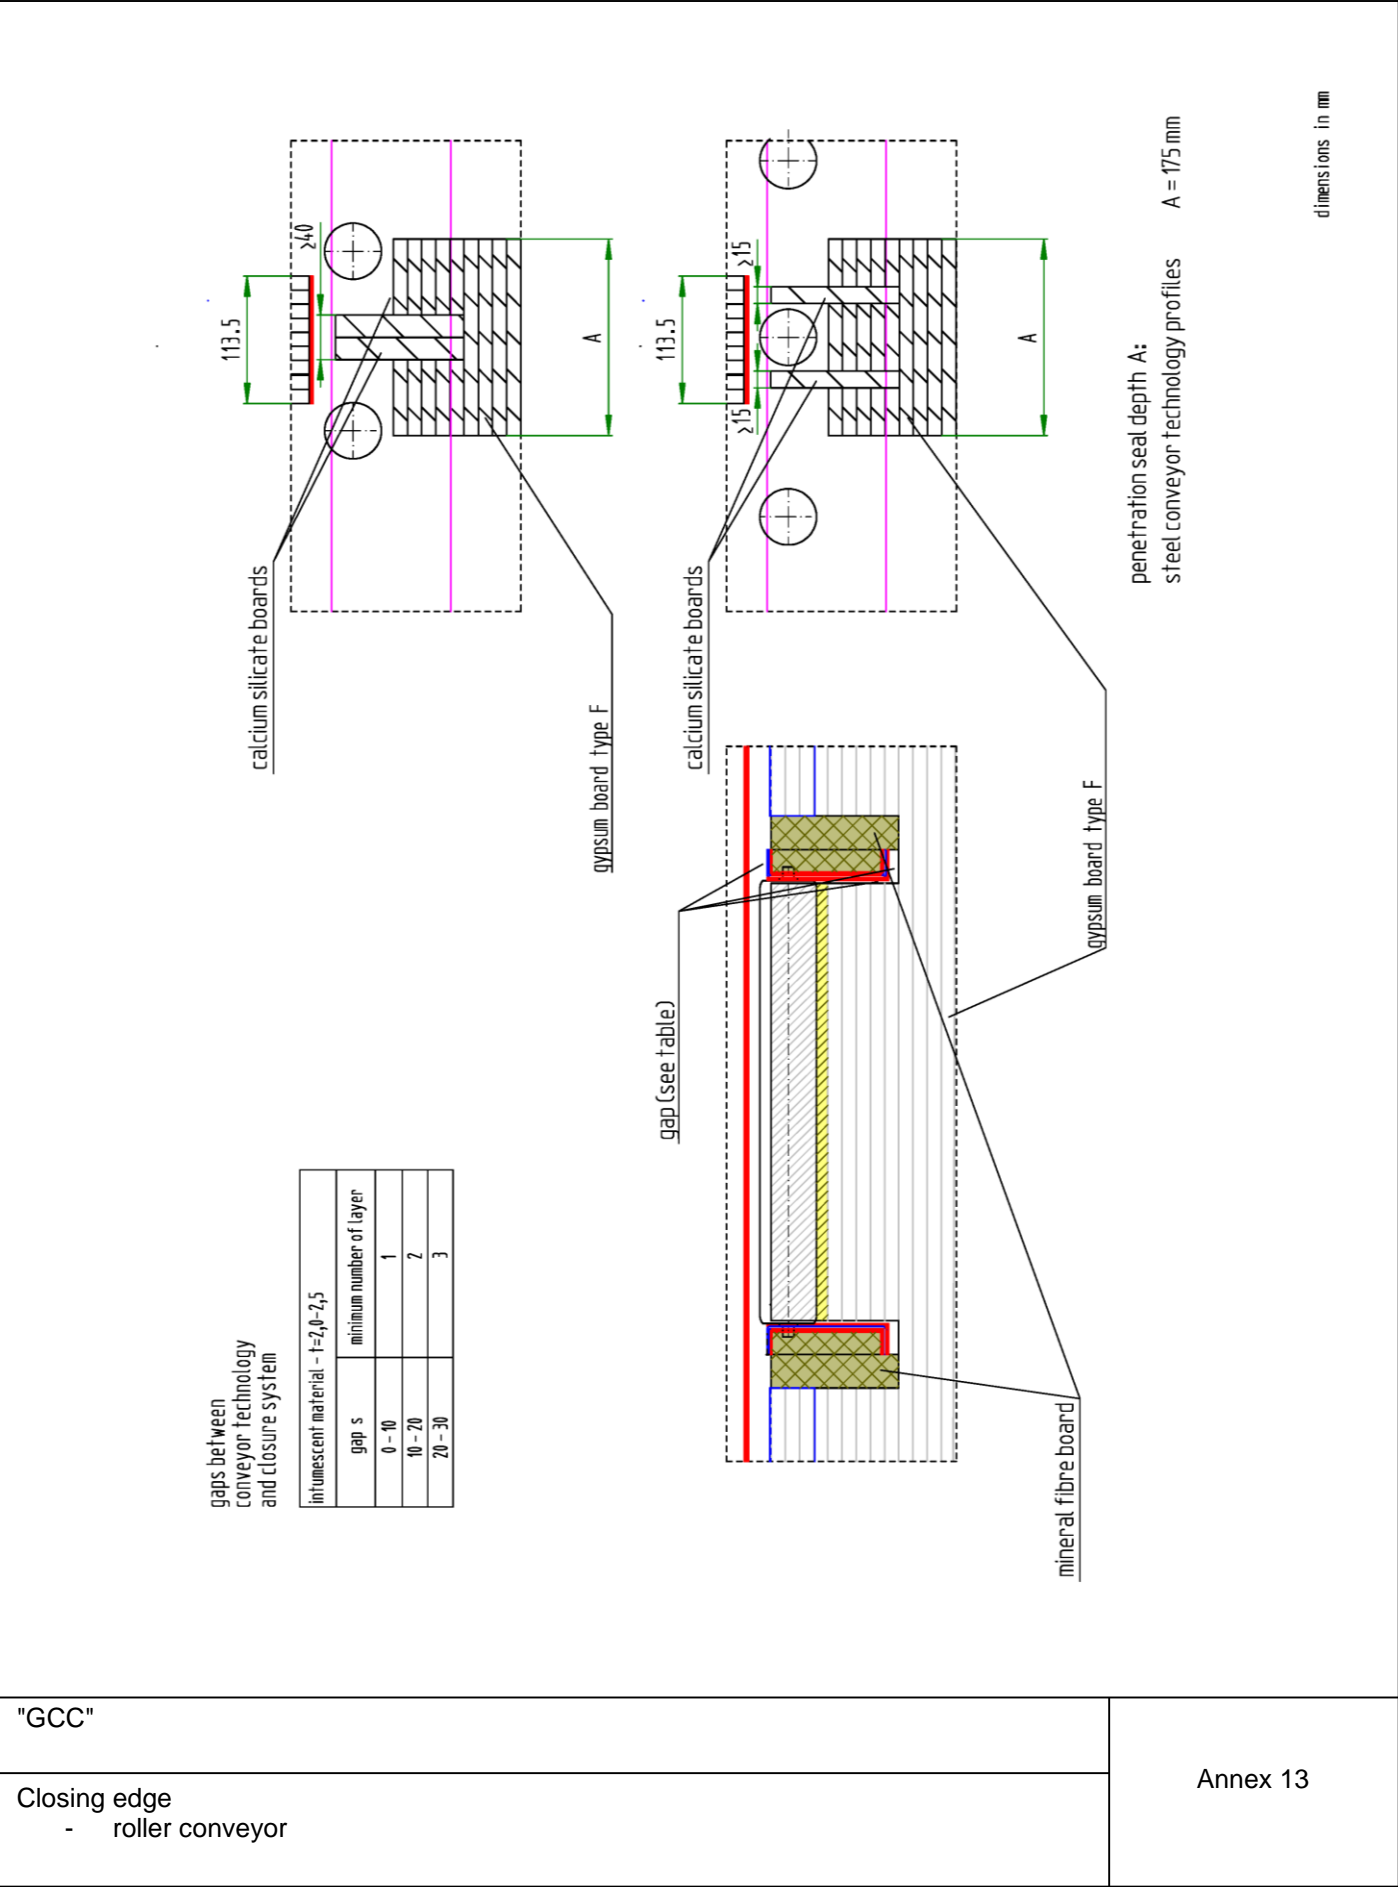 gaps between
conveyor technology
and closure system
intumescent material - t=2,0-2,5
gap s minimum number of layer
0 - 10 1
10 - 20 2
20 - 30 3
calcium silicate boards
113.5
≥40
A
gypsum board type F
gap (see table)
calcium silicate boards
113.5
≥15
≥15
A
gypsum board type F
mineral fibre board
penetration seal depth A:
steel conveyor technology profiles A = 175 mm
dimensions in mm
"GCC"
Closing edge
- roller conveyor
Annex 13